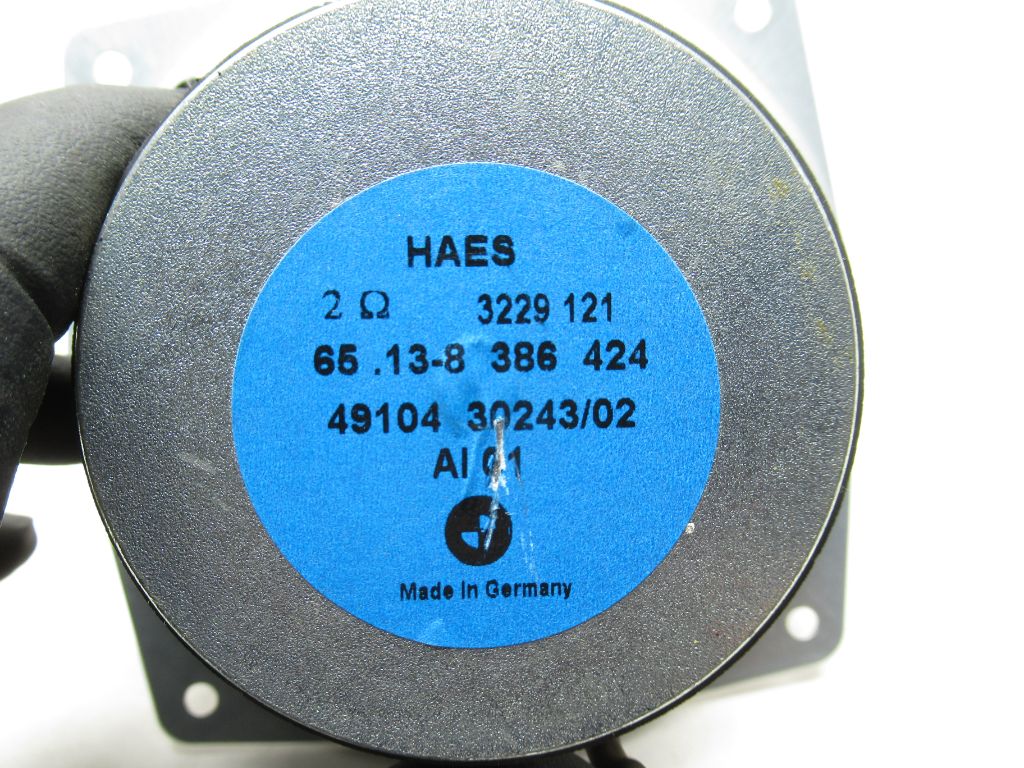 HAES
2 Ω 3229 121
65 .13-8 386 424
49104 30243/02
AI 01
Made In Germany